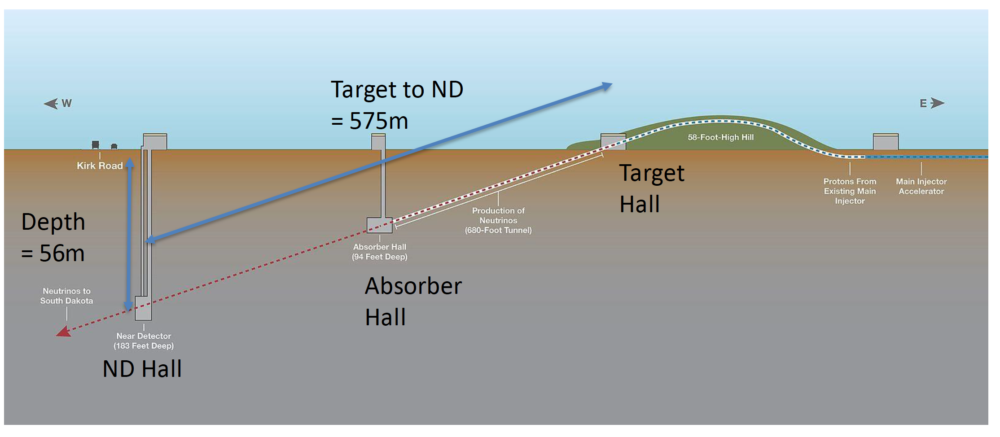 Target to ND
= 575m
W
E
58-Foot-High Hill
Kirk Road
Target
Hall
Protons From
Existing Main
Injector
Main Injector
Accelerator
Depth
= 56m
Production of
Neutrinos
(680-Foot Tunnel)
Absorber Hall
(94 Feet Deep)
Absorber
Hall
Neutrinos to
South Dakota
Near Detector
(183 Feet Deep)
ND Hall